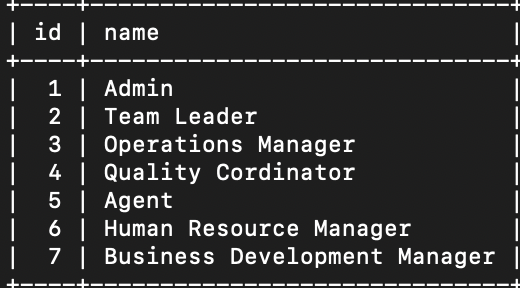 +----+------------------------------+
| id | name                         |
+----+------------------------------+
|  1 | Admin                        |
|  2 | Team Leader                  |
|  3 | Operations Manager           |
|  4 | Quality Cordinator           |
|  5 | Agent                        |
|  6 | Human Resource Manager       |
|  7 | Business Development Manager |
+----+------------------------------+